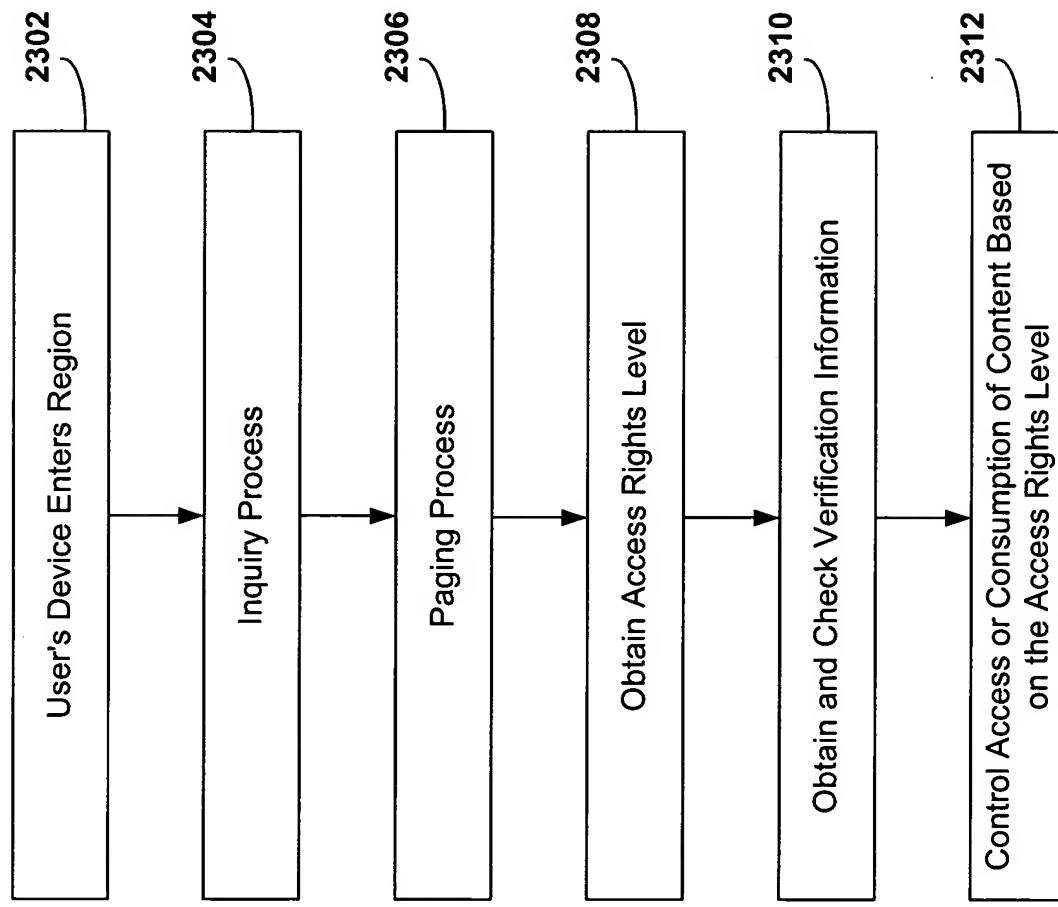 2302
User's Device Enters Region
2304
Inquiry Process
2306
Paging Process
2308
Obtain Access Rights Level
2310
Obtain and Check Verification Information
2312
Control Access or Consumption of Content Based
on the Access Rights Level